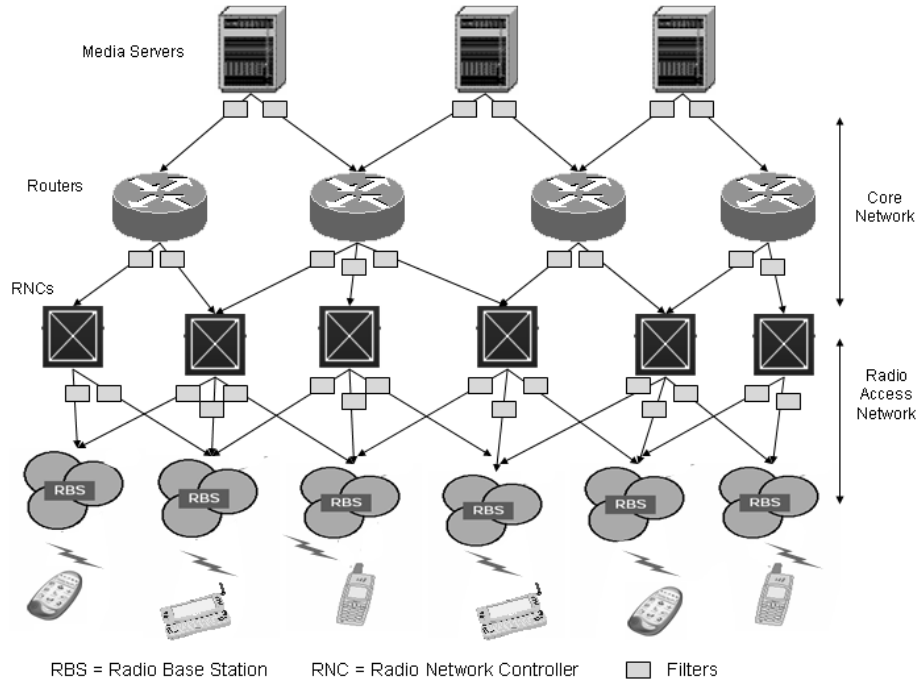 Media Servers
Routers
Core
Network
RNCs
Radio
Access
Network
RBS
RBS
RBS
RBS
RBS
RBS
RBS = Radio Base Station
RNC = Radio Network Controller
Filters